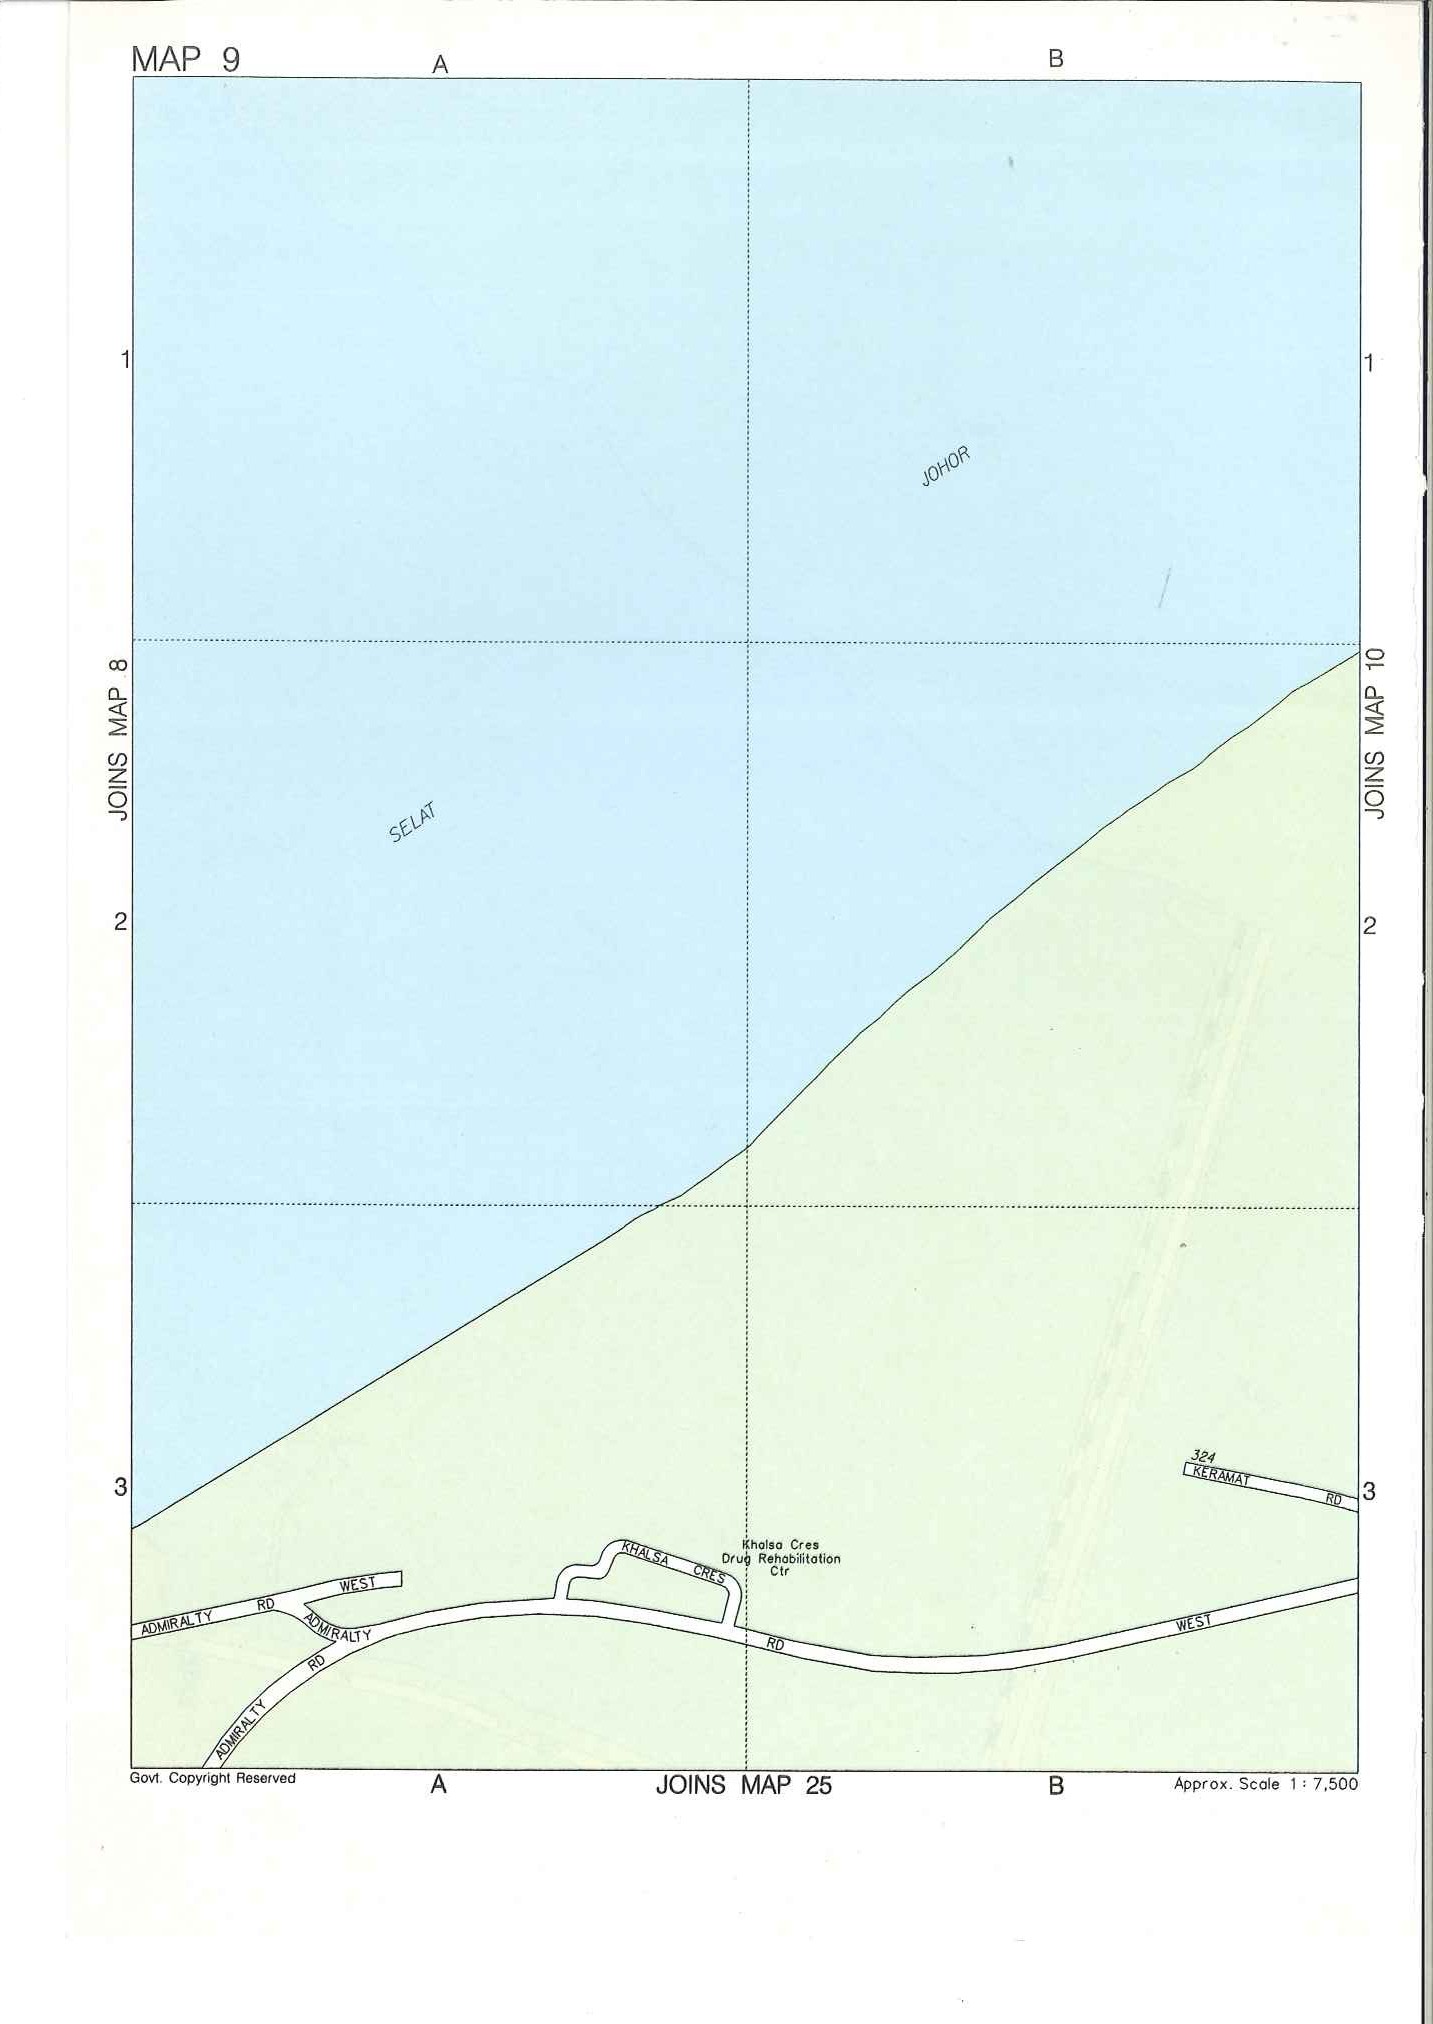 MAP 9
A
B
1
1
JOHOR
JOINS MAP 8
JOINS MAP 10
SELAT
2
2
324
KERAMAT RD
3
3
Khalsa Cres
Drug Rehabilitation
Ctr
KHALSA CRES
ADMIRALTY RD WEST
ADMIRALTY
RD
WEST
ADMIRALTY RD
Govt. Copyright Reserved
A
JOINS MAP 25
B
Approx. Scale 1 : 7,500